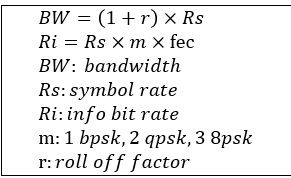 BW = (1 + r) × Rs
Ri = Rs × m × fec
BW: bandwidth
Rs: symbol rate
Ri: info bit rate
m: 1 bpsk, 2 qpsk, 3 8psk
r: roll off factor